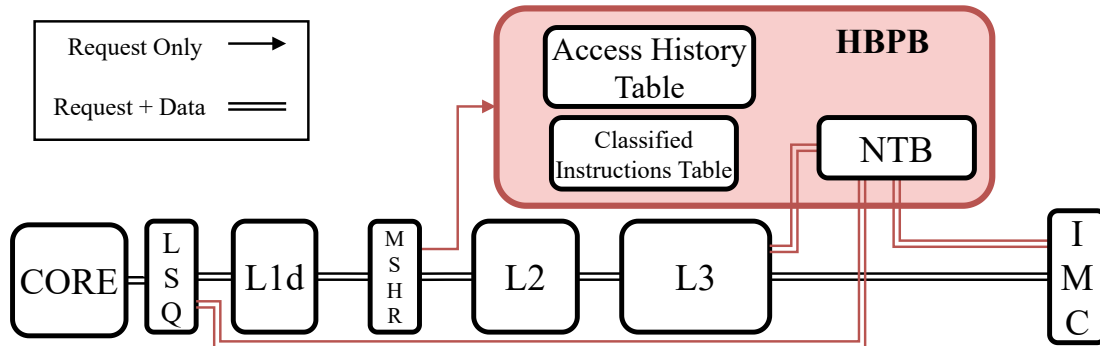 Request Only
Request + Data
HBPB
Access History
Table
Classified
Instructions Table
NTB
CORE
L
S
Q
L1d
M
S
H
R
L2
L3
I
M
C